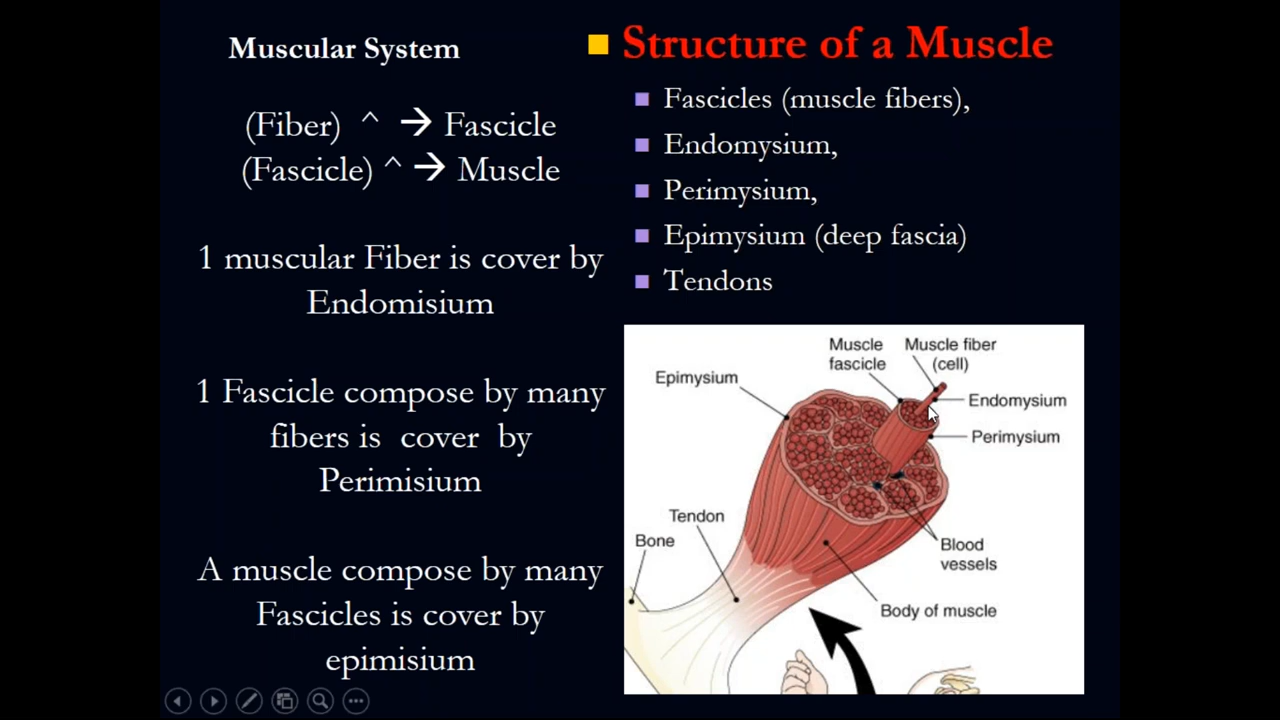 Muscular System
(Fiber) ^ → Fascicle
(Fascicle) ^ → Muscle
1 muscular Fiber is cover by
Endomisium
1 Fascicle compose by many
fibers is cover by
Perimisium
A muscle compose by many
Fascicles is cover by
epimisium
Structure of a Muscle
Fascicles (muscle fibers),
Endomysium,
Perimysium,
Epimysium (deep fascia)
Tendons
Muscle
fascicle
Muscle fiber
(cell)
Epimysium
Endomysium
Perimysium
Tendon
Bone
Blood
vessels
Body of muscle